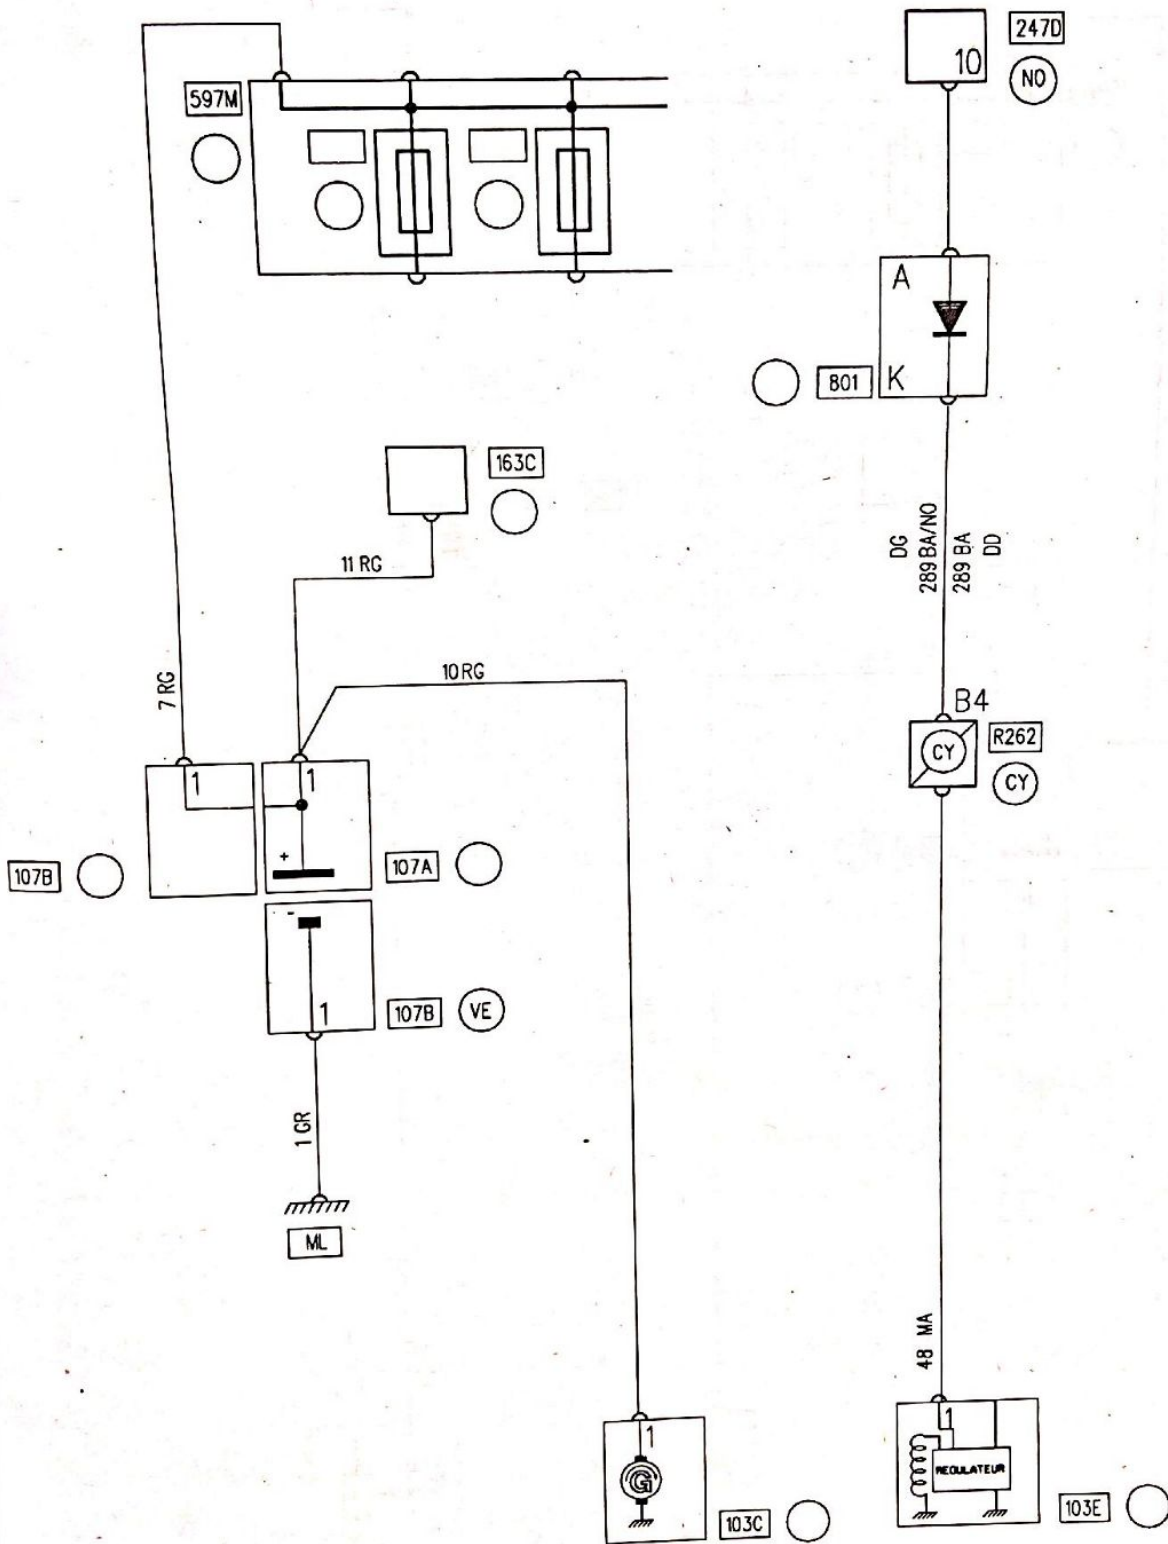 247D
10
NO
597M
A
801
K
163C
11 RG
DG
289 BA/NO
289 BA
DD
7 RG
10 RG
B4
CY
R262
CY
1
1
+
107B
107A
-
1
107B
VE
1 GR
ML
48 MA
1
G
103C
1
REGULATEUR
103E